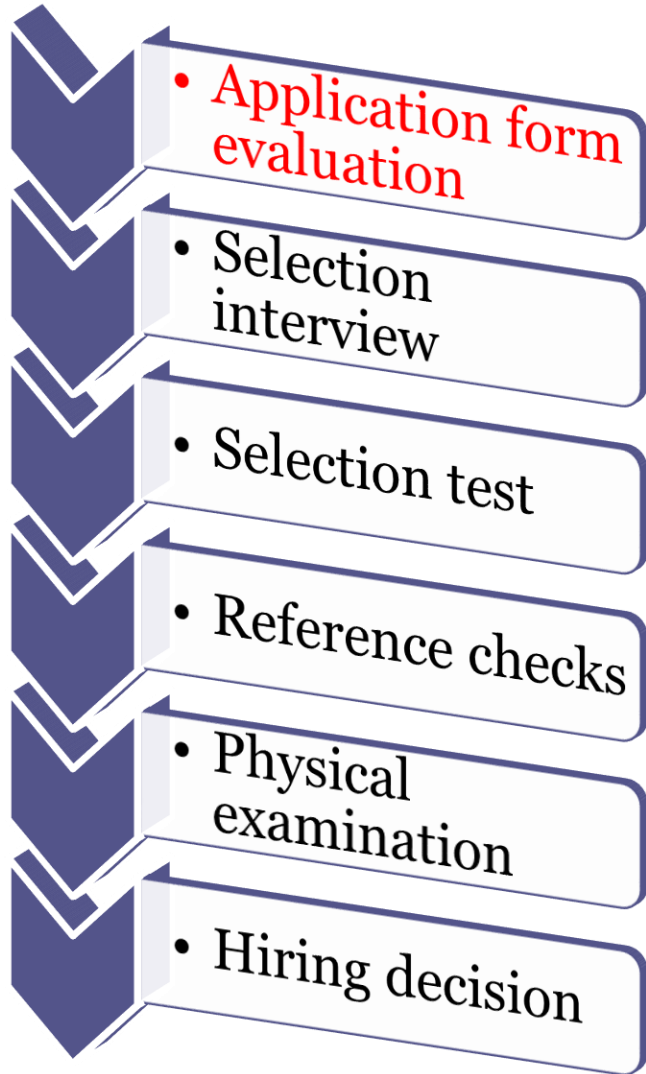 • Application form
evaluation
• Selection
interview
• Selection test
• Reference checks
• Physical
examination
• Hiring decision